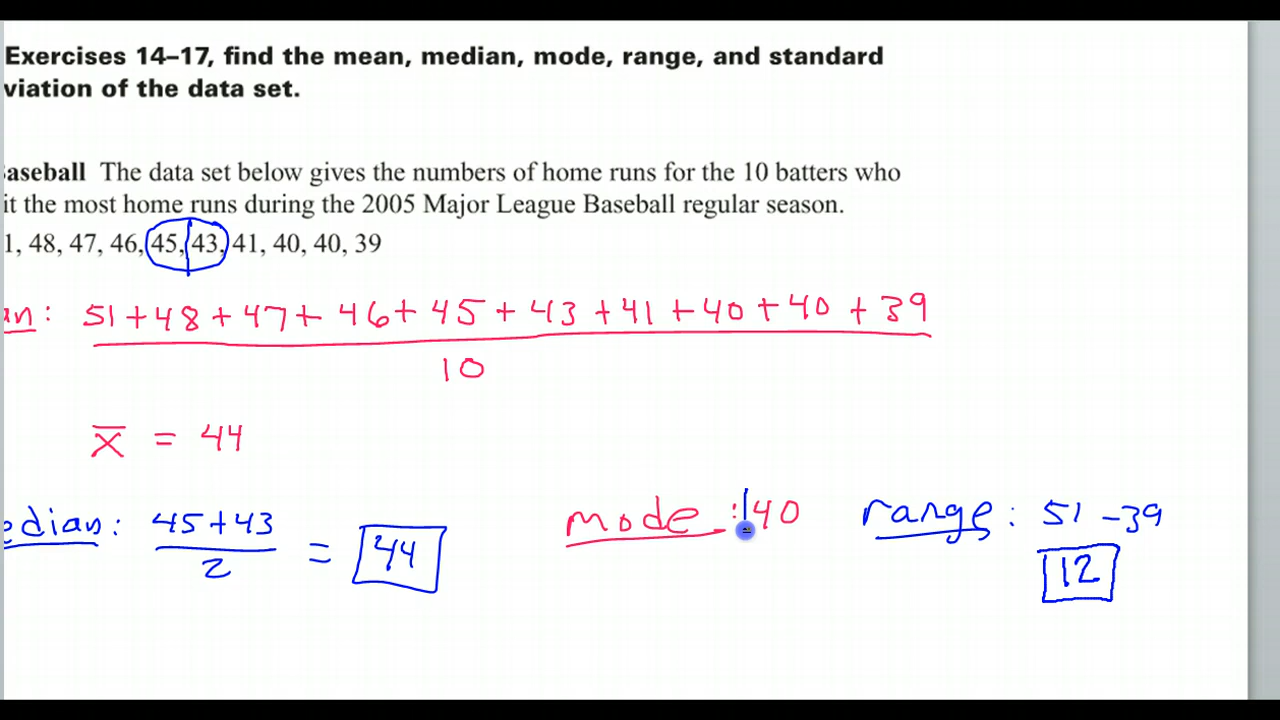 Exercises 14–17, find the mean, median, mode, range, and standard
viation of the data set.
aseball The data set below gives the numbers of home runs for the 10 batters who
it the most home runs during the 2005 Major League Baseball regular season.
1, 48, 47, 46, 45, 43, 41, 40, 40, 39
an: 51+48+47+46+45+43+41+40+40+39
10
x̅ = 44
edian: 45+43 = 44 mode: 40 range: 51-39
2
12